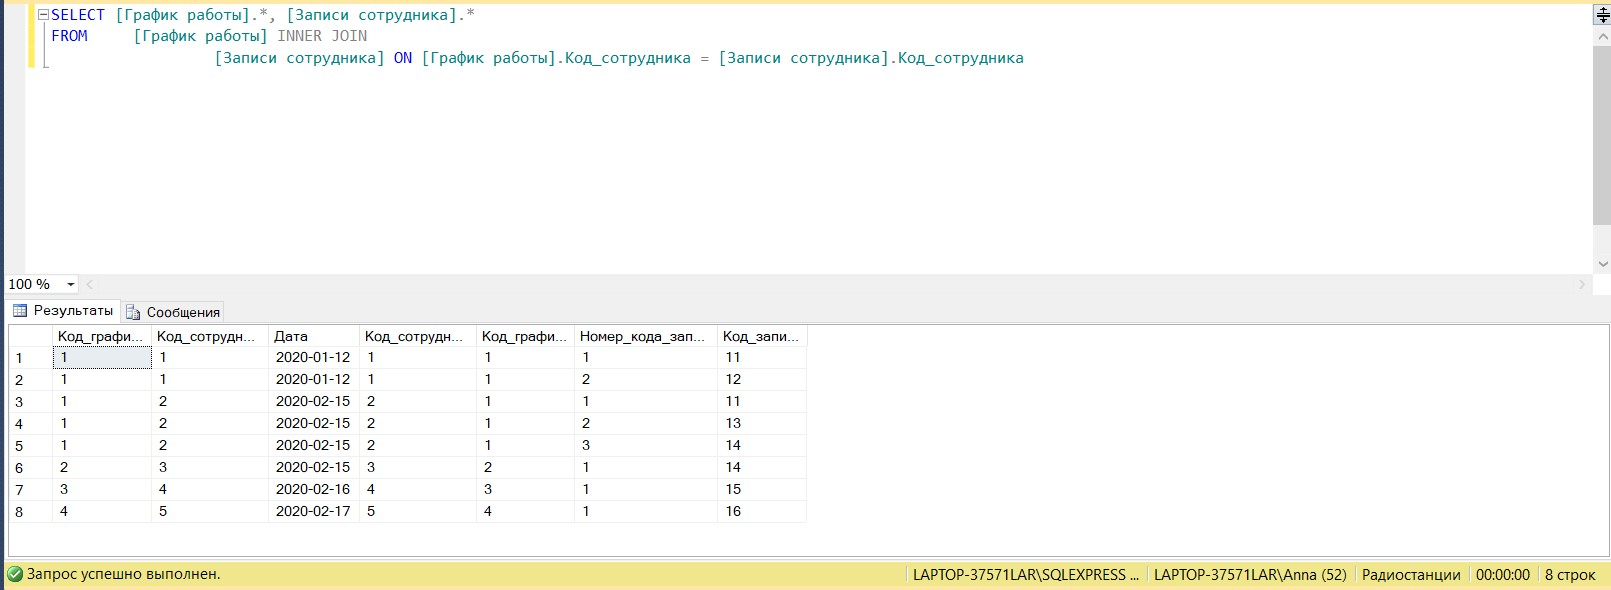 SELECT [График работы].*, [Записи сотрудника].*
FROM [График работы] INNER JOIN
[Записи сотрудника] ON [График работы].Код_сотрудника = [Записи сотрудника].Код_сотрудника
100 %
Результаты Сообщения
Код_графи... Код_сотрудн... Дата Код_сотрудн... Код_графи... Номер_кода_зап... Код_запи...
1 1 1 2020-01-12 1 1 1 11
2 1 1 2020-01-12 1 1 2 12
3 1 2 2020-02-15 2 1 1 11
4 1 2 2020-02-15 2 1 2 13
5 1 2 2020-02-15 2 1 3 14
6 2 3 2020-02-15 3 2 1 14
7 3 4 2020-02-16 4 3 1 15
8 4 5 2020-02-17 5 4 1 16
Запрос успешно выполнен. LAPTOP-37571LAR\SQLEXPRESS ... LAPTOP-37571LAR\Anna (52) Радиостанции 00:00:00 8 строк